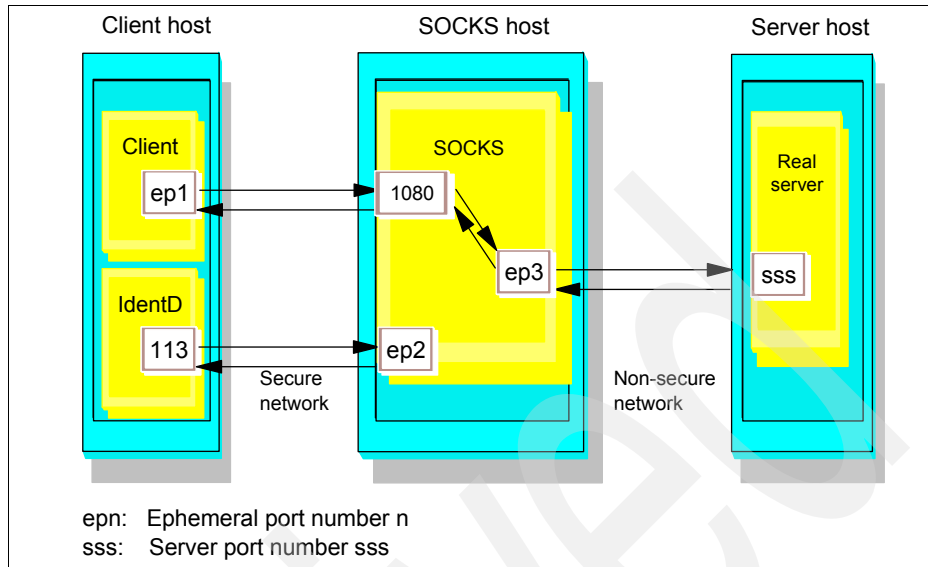 Client host
SOCKS host
Server host
Client
ep1
IdentD
113
Secure
network
SOCKS
1080
ep3
ep2
Non-secure
network
Real
server
sss
epn: Ephemeral port number n
sss: Server port number sss